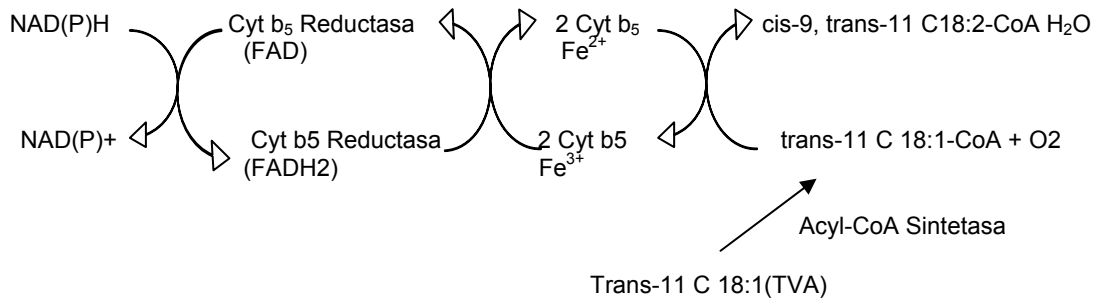 NAD(P)H
Cyt b₅ Reductasa
(FAD)
2 Cyt b₅
Fe²⁺
cis-9, trans-11 C18:2-CoA H₂O
NAD(P)+
Cyt b5 Reductasa
(FADH2)
2 Cyt b5
Fe³⁺
trans-11 C 18:1-CoA + O2
Acyl-CoA Sintetasa
Trans-11 C 18:1(TVA)